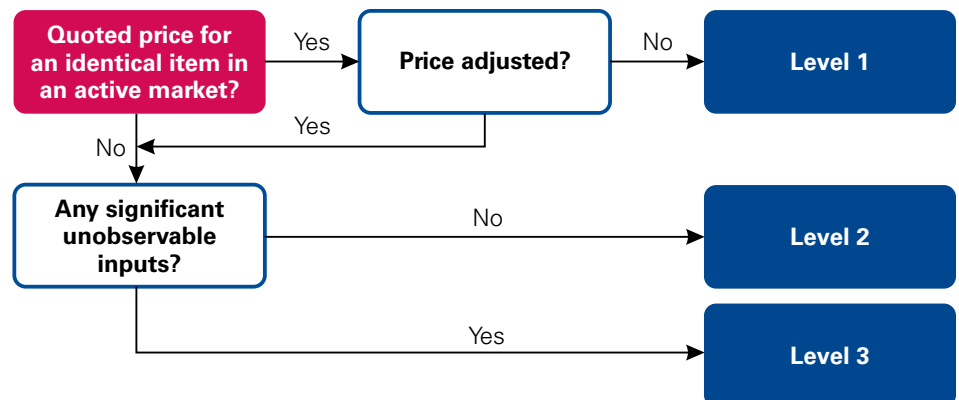 Quoted price for
an identical item in
an active market?
Yes
Price adjusted?
No
Level 1
Yes
No
Any significant
unobservable
inputs?
No
Level 2
Yes
Level 3